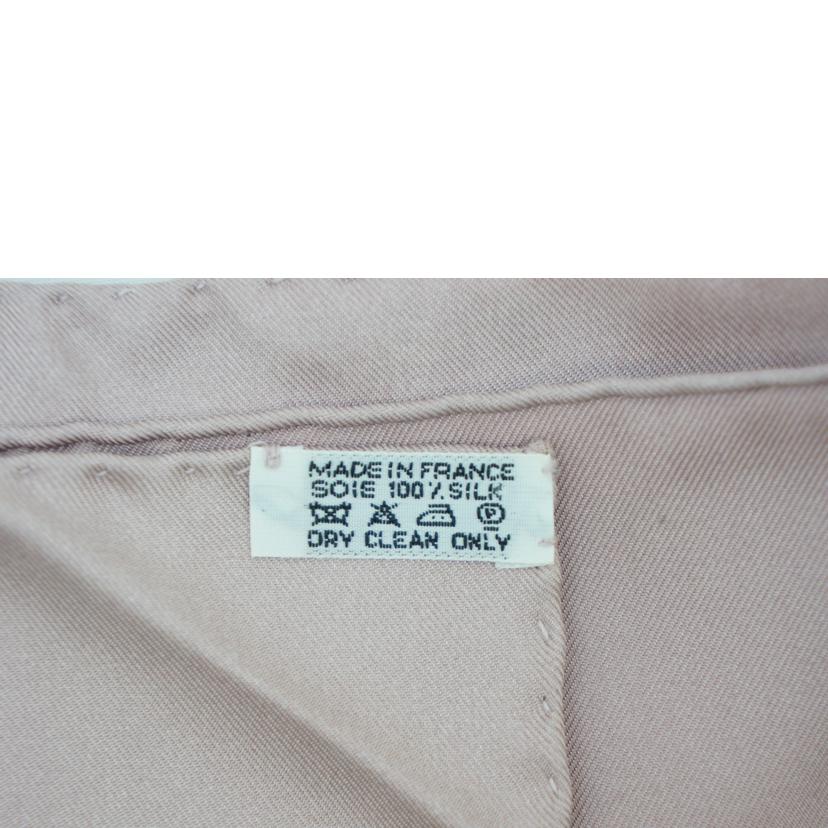 MADE IN FRANCE
SOIE 100% SILK
DRY CLEAN ONLY